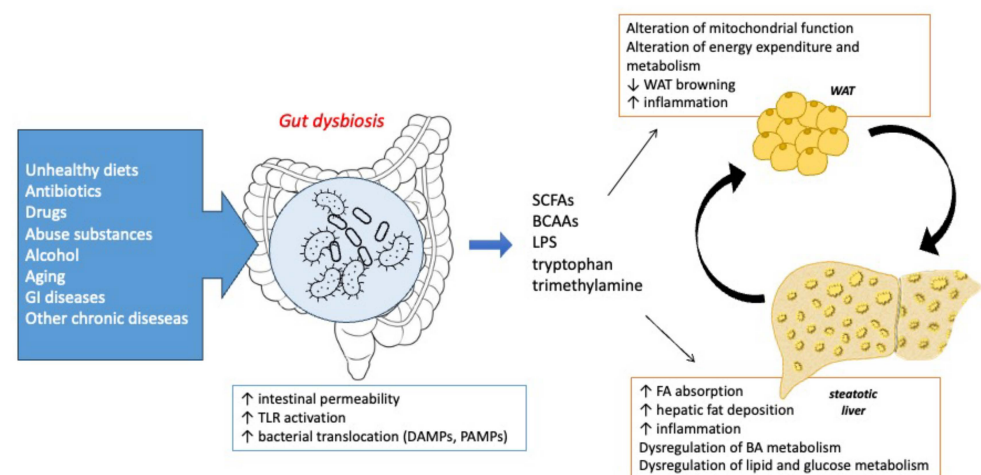 Unhealthy diets
Antibiotics
Drugs
Abuse substances
Alcohol
Aging
GI diseases
Other chronic diseseas
Gut dysbiosis
↑ intestinal permeability
↑ TLR activation
↑ bacterial translocation (DAMPs, PAMPs)
SCFAs
BCAAs
LPS
tryptophan
trimethylamine
Alteration of mitochondrial function
Alteration of energy expenditure and
metabolism
↓ WAT browning
↑ inflammation
WAT
↑ FA absorption
↑ hepatic fat deposition
↑ inflammation
Dysregulation of BA metabolism
Dysregulation of lipid and glucose metabolism
steatotic
liver